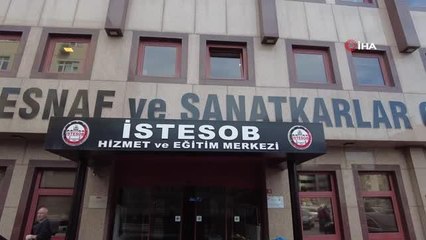 İHA
ESNAF ve SANATKARLAR
İSTESOB
HİZMET ve EĞİTİM MERKEZİ